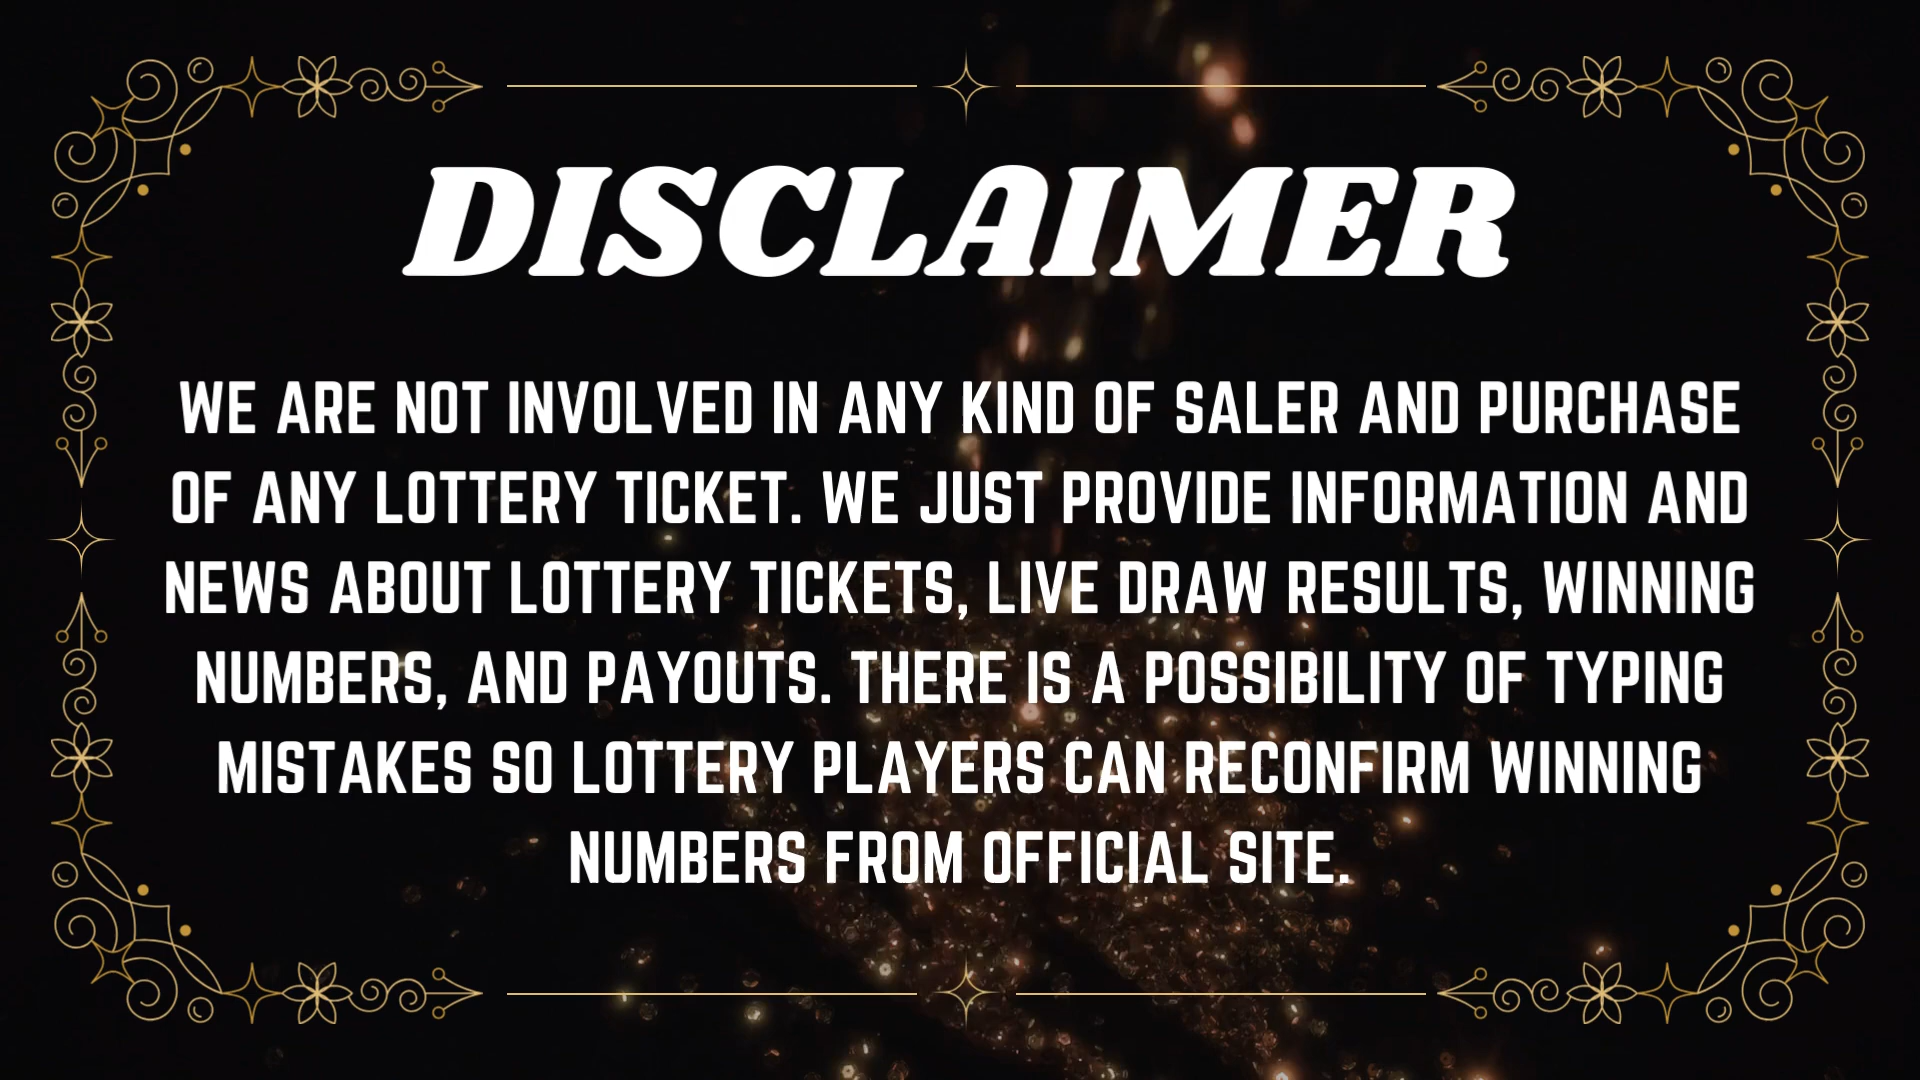 DISCLAIMER
WE ARE NOT INVOLVED IN ANY KIND OF SALER AND PURCHASE
OF ANY LOTTERY TICKET. WE JUST PROVIDE INFORMATION AND
NEWS ABOUT LOTTERY TICKETS, LIVE DRAW RESULTS, WINNING
NUMBERS, AND PAYOUTS. THERE IS A POSSIBILITY OF TYPING
MISTAKES SO LOTTERY PLAYERS CAN RECONFIRM WINNING
NUMBERS FROM OFFICIAL SITE.